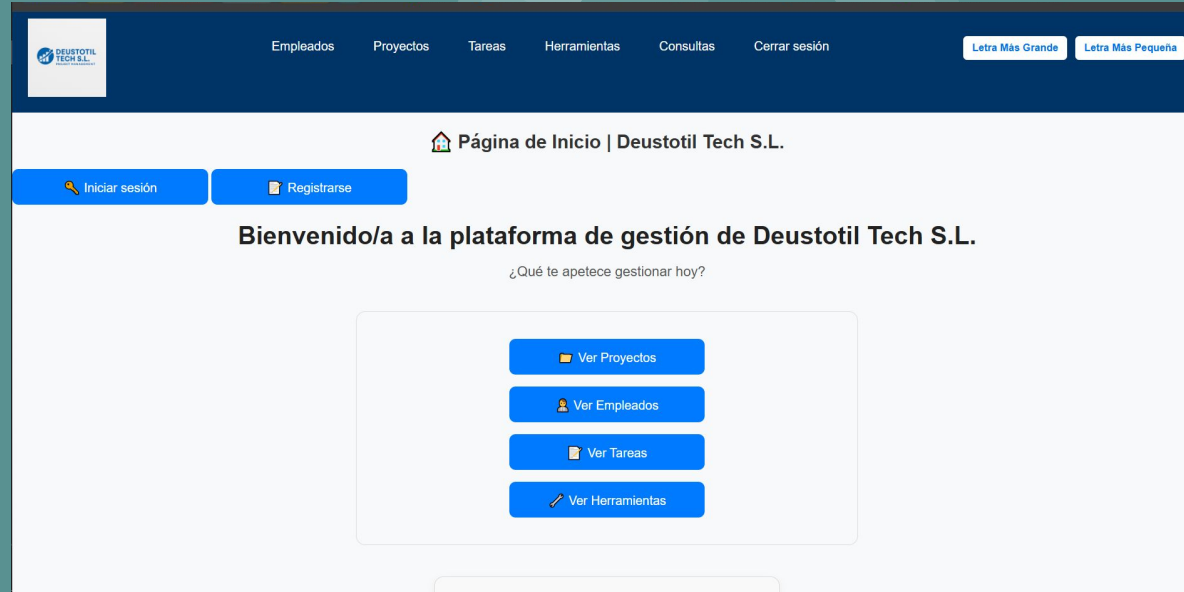 DEUSTOTIL
TECH S.L.
PROJECT MANAGEMENT
Empleados Proyectos Tareas Herramientas Consultas Cerrar sesión
Letra Más Grande Letra Más Pequeña
Página de Inicio | Deustotil Tech S.L.
Iniciar sesión Registrarse
Bienvenido/a a la plataforma de gestión de Deustotil Tech S.L.
¿Qué te apetece gestionar hoy?
Ver Proyectos
Ver Empleados
Ver Tareas
Ver Herramientas